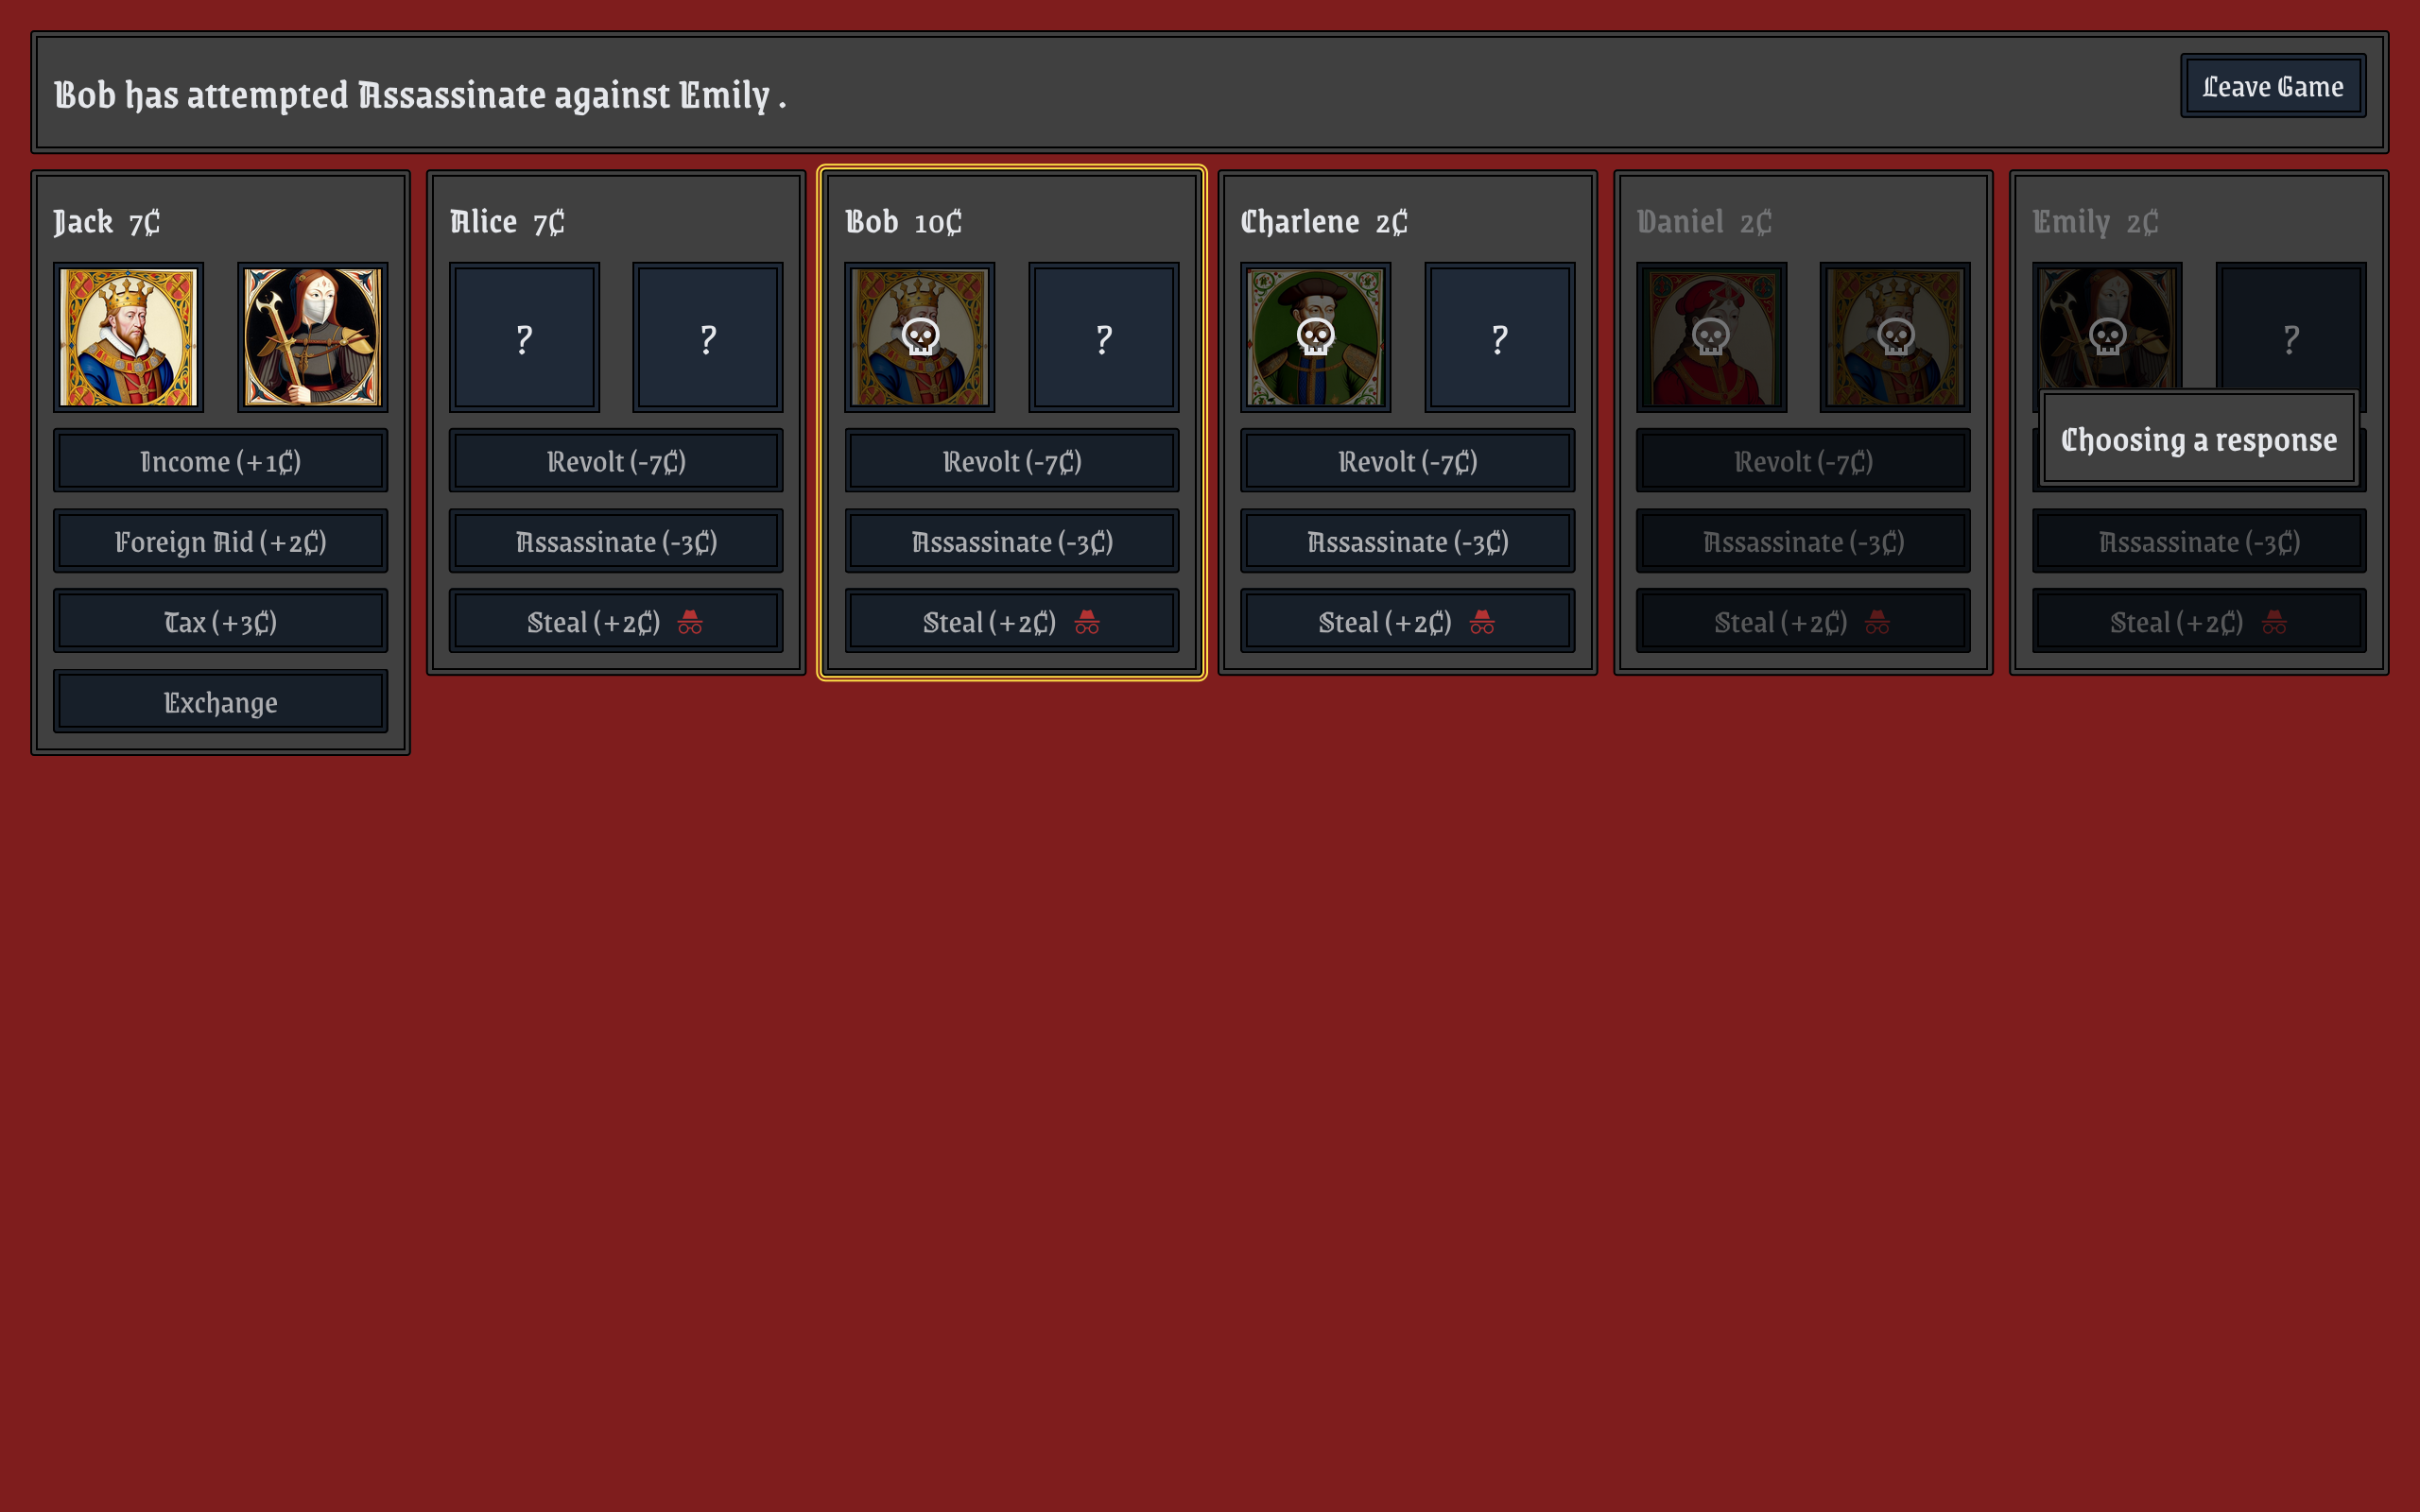 Bob has attempted Assassinate against Emily .
Leave Game
Jack 7₡
Income (+1₡)
Foreign Aid (+2₡)
Tax (+3₡)
Exchange
Alice 7₡
? ?
Revolt (-7₡)
Assassinate (-3₡)
Steal (+2₡)
Bob 10₡
?
Revolt (-7₡)
Assassinate (-3₡)
Steal (+2₡)
Charlene 2₡
?
Revolt (-7₡)
Assassinate (-3₡)
Steal (+2₡)
Daniel 2₡
Revolt (-7₡)
Assassinate (-3₡)
Steal (+2₡)
Emily 2₡
?
Choosing a response
Assassinate (-3₡)
Steal (+2₡)